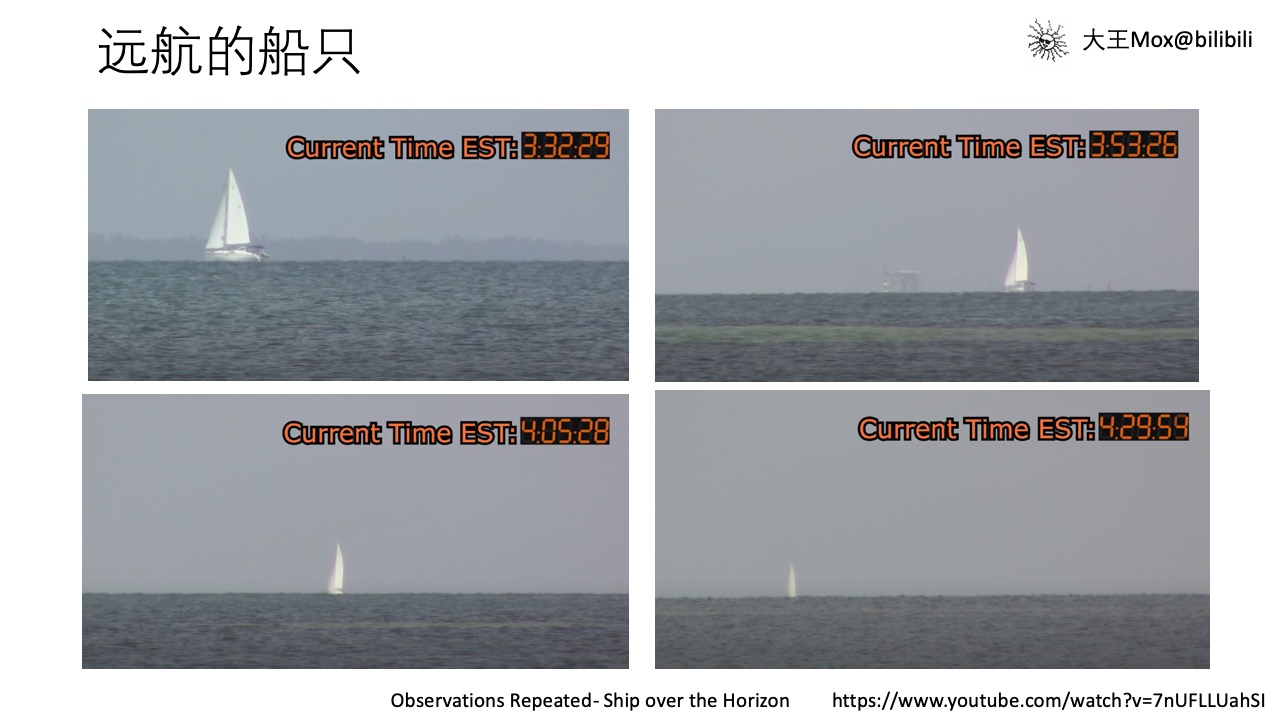 远航的船只
大王Mox@bilibili
Current Time EST: 3:32:29
Current Time EST: 3:53:26
Current Time EST: 4:05:28
Current Time EST: 4:29:59
Observations Repeated- Ship over the Horizon
https://www.youtube.com/watch?v=7nUFLLUahSI